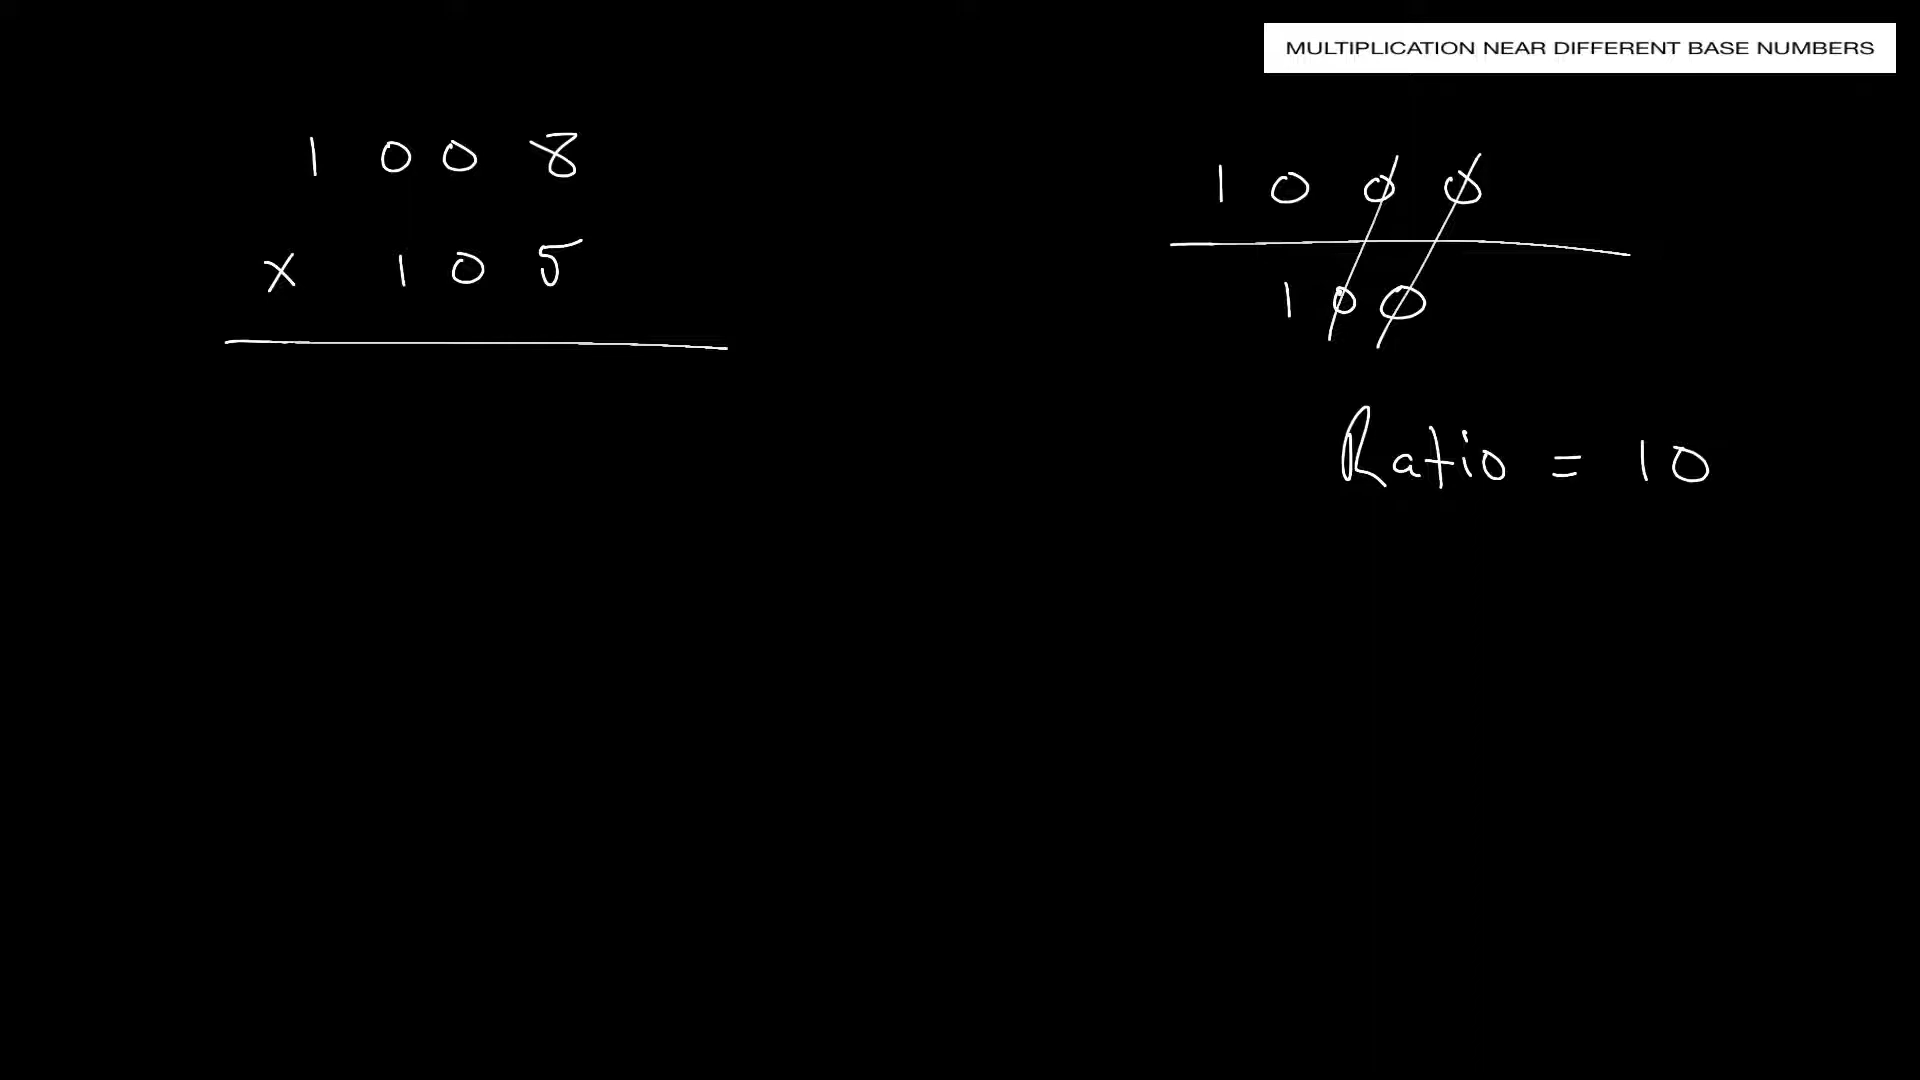 MULTIPLICATION NEAR DIFFERENT BASE NUMBERS
1 0 0 8
x 1 0 5
1 0 0 0
1 0 0
Ratio = 10